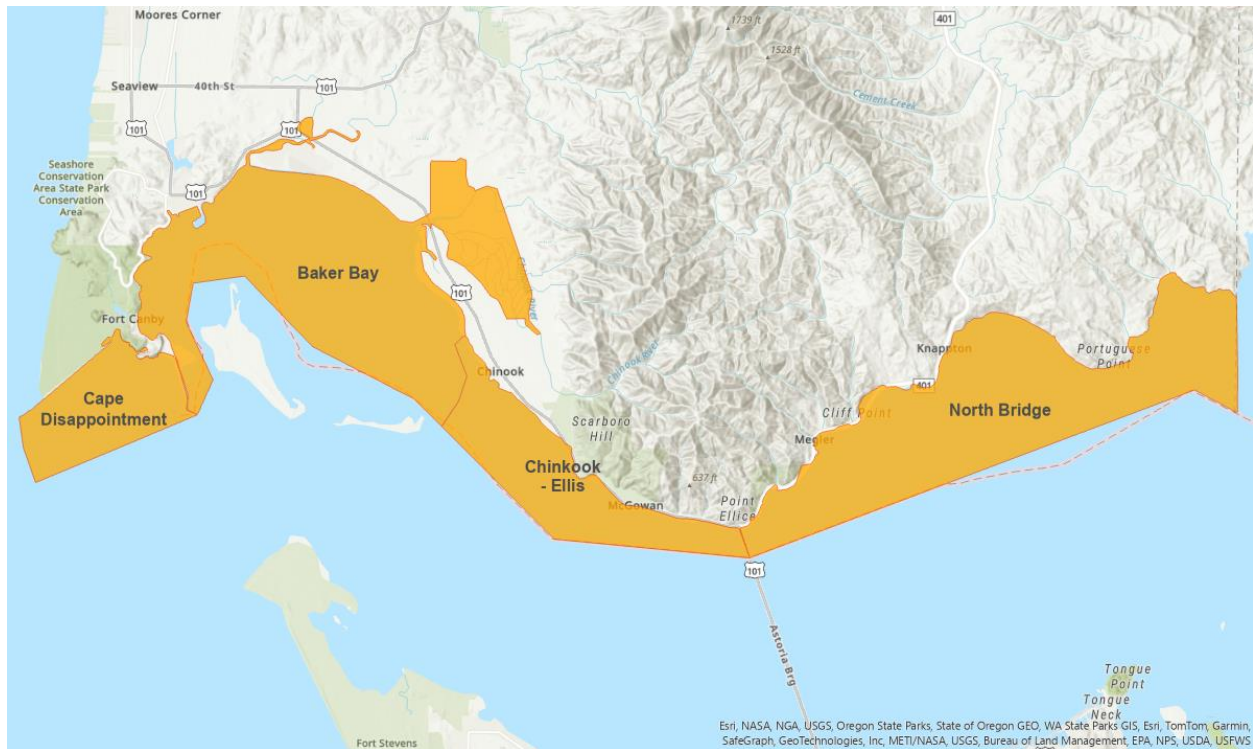 Moores Corner
1739 ft
401
1528 ft
Seaview
40th St
101
101
101
Cement Creek
Seashore
Conservation
Area State Park
Conservation
Area
101
Baker Bay
101
Chinook River
Fort Canby
Chinook River
Knappton
Portuguese
Point
401
Chinook
Cape
Disappointment
Scarboro
Hill
Cliff Point
North Bridge
Megler
Chinkook
- Ellis
637 ft
McGowan
Point
Ellice
101
Astoria Brg
Tongue
Point
Tongue
Neck
Fort Stevens
Esri, NASA, NGA, USGS, Oregon State Parks, State of Oregon GEO, WA State Parks GIS, Esri, TomTom, Garmin,
SafeGraph, GeoTechnologies, Inc, METI/NASA, USGS, Bureau of Land Management, EPA, NPS, USDA, USFWS